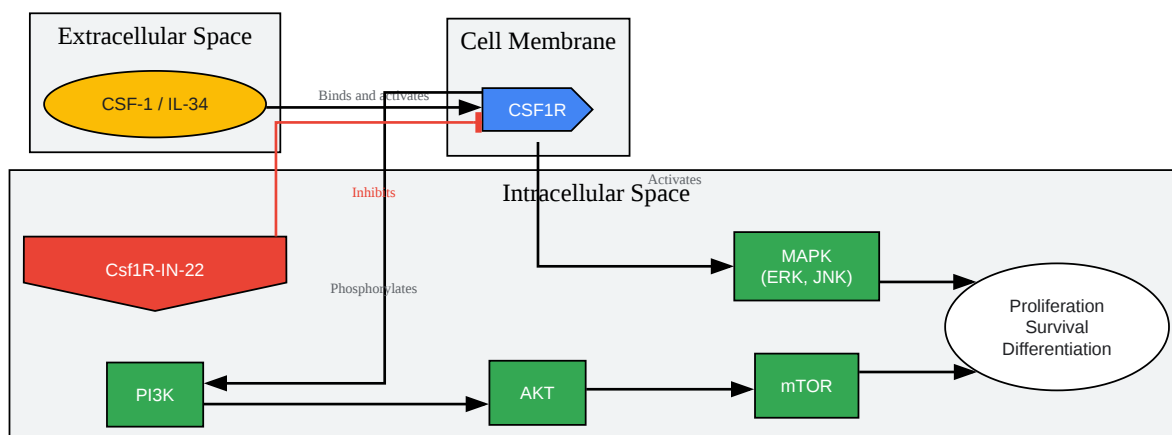 Extracellular Space
Cell Membrane
CSF-1 / IL-34
Binds and activates
CSF1R
Inhibits
Activates
Intracellular Space
Csf1R-IN-22
MAPK
(ERK, JNK)
Phosphorylates
Proliferation
Survival
Differentiation
PI3K
AKT
mTOR